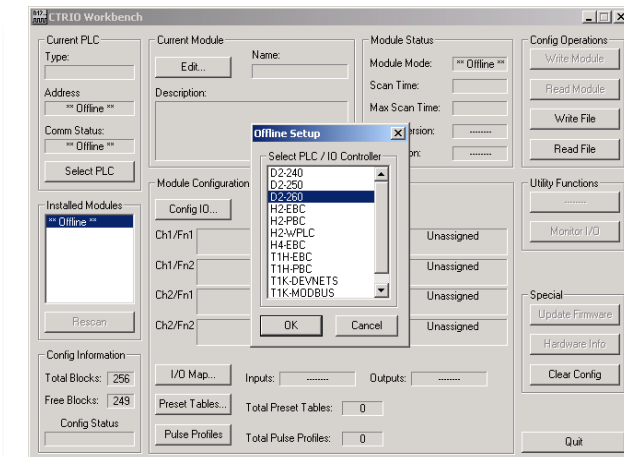 CTRIO Workbench
Current PLC
Type:
Address
** Offline **
Comm Status:
** Offline **
Select PLC
Installed Modules
** Offline **
Rescan
Config Information
Total Blocks: 256
Free Blocks: 249
Config Status
Current Module
Edit...
Name:
Description:
Module Configuration
Config IO...
Ch1/Fn1
Unassigned
Ch1/Fn2
Unassigned
Ch2/Fn1
Unassigned
Ch2/Fn2
Unassigned
I/O Map...
Inputs: --------
Outputs: --------
Preset Tables...
Total Preset Tables: 0
Pulse Profiles
Total Pulse Profiles: 0
Offline Setup
Select PLC / IO Controller
D2-240
D2-250
D2-260
H2-EBC
H2-PBC
H2-WPLC
H4-EBC
T1H-EBC
T1H-PBC
T1K-DEVNETS
T1K-MODBUS
OK
Cancel
Module Status
Module Mode: ** Offline **
Scan Time:
Max Scan Time:
ersion: --------
on: --------
Config Operations
Write Module
Read Module
Write File
Read File
Utility Functions
--------
Monitor I/O
Special
Update Firmware
Hardware Info
Clear Config
Quit